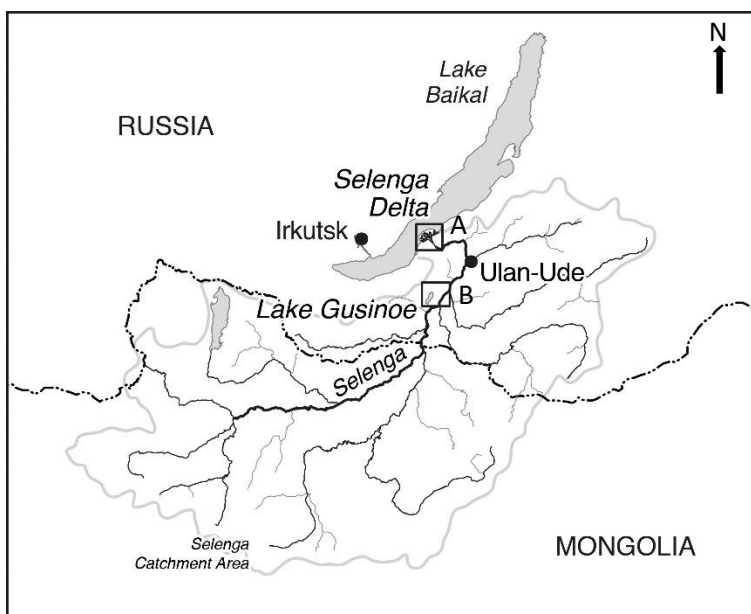 N
Lake
Baikal
RUSSIA
Selenga
Delta
A
Irkutsk
Ulan-Ude
B
Lake Gusinoe
Selenga
Selenga
Catchment Area
MONGOLIA